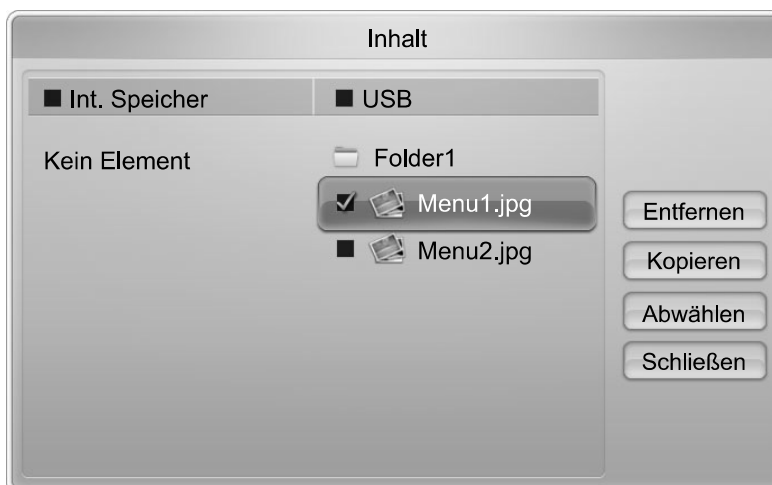 Inhalt
Int. Speicher
USB
Kein Element
Folder1
Menu1.jpg
Menu2.jpg
Entfernen
Kopieren
Abwählen
Schließen